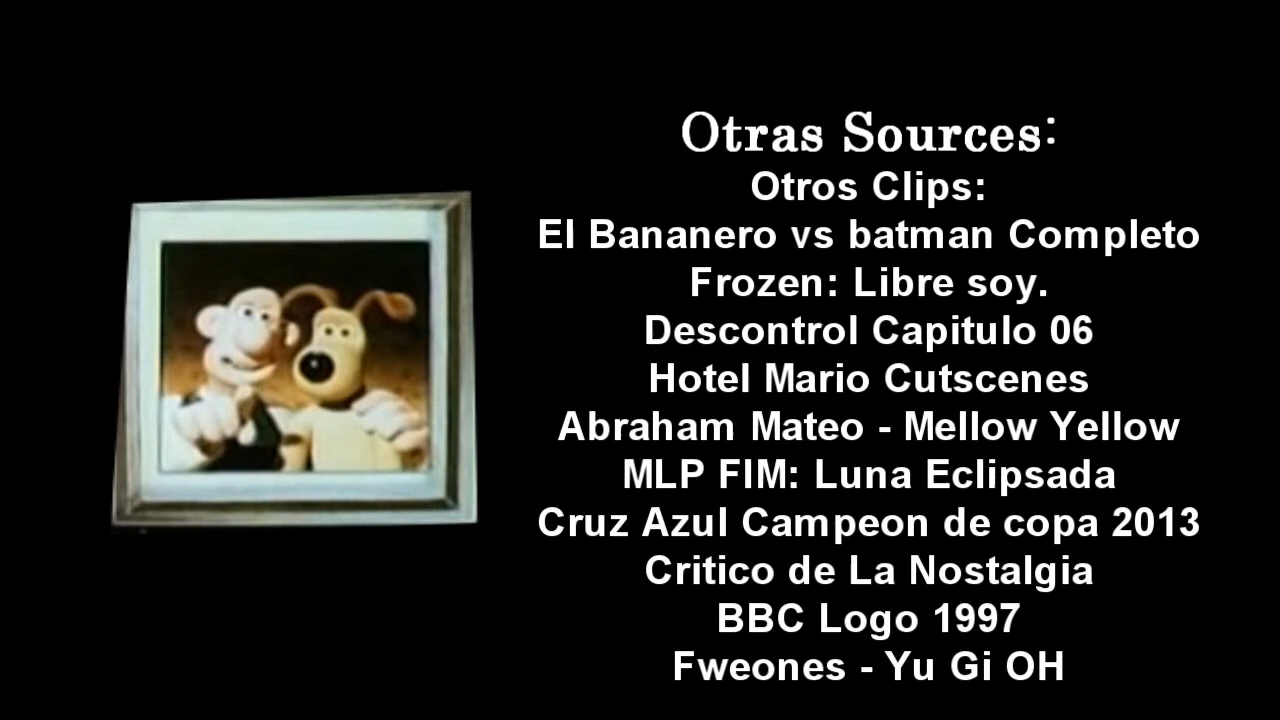 Otras Sources:
Otros Clips:
El Bananero vs batman Completo
Frozen: Libre soy.
Descontrol Capitulo 06
Hotel Mario Cutscenes
Abraham Mateo - Mellow Yellow
MLP FIM: Luna Eclipsada
Cruz Azul Campeon de copa 2013
Critico de La Nostalgia
BBC Logo 1997
Fweones - Yu Gi OH